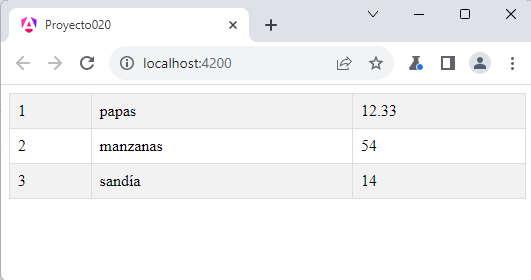 Proyecto020
localhost:4200
1 papas 12.33
2 manzanas 54
3 sandía 14